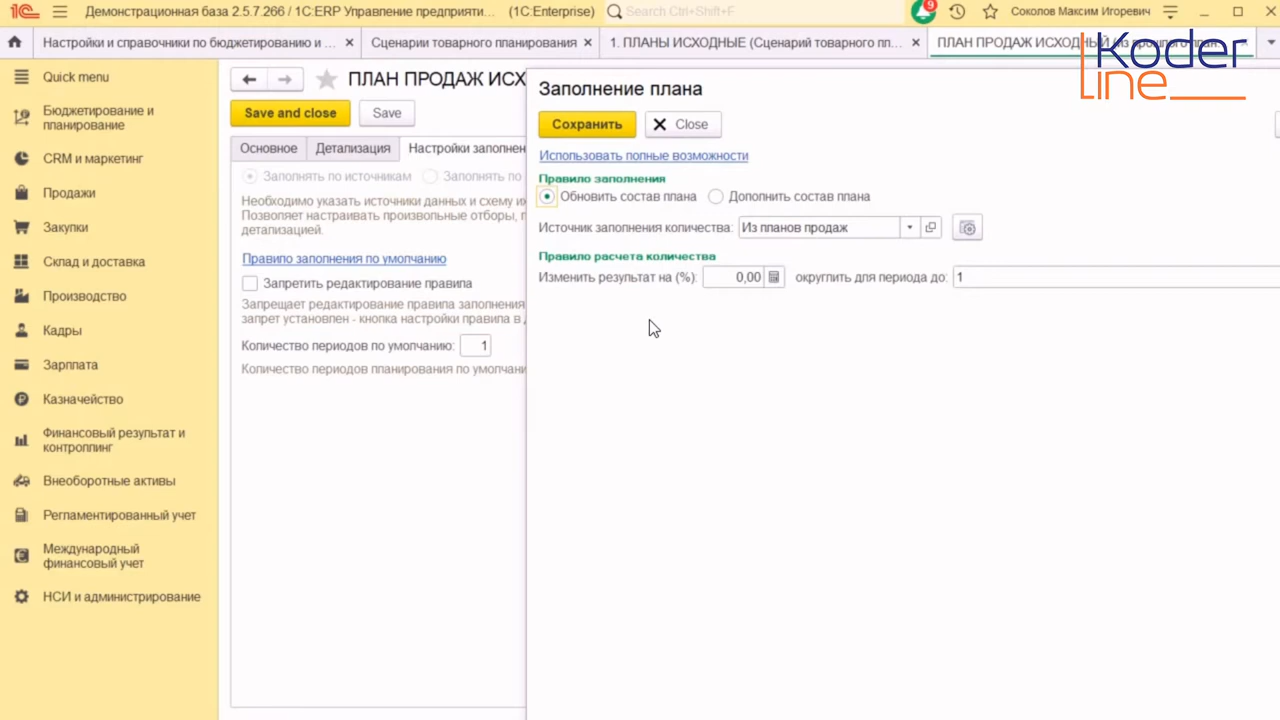 Демонстрационная база 2.5.7.266 / 1С:ERP Управление предприяти... (1C:Enterprise)
Search Ctrl+Shift+F
9
Соколов Максим Игоревич
Настройки и справочники по бюджетированию и ...
Сценарии товарного планирования
1. ПЛАНЫ ИСХОДНЫЕ (Сценарий товарного пл...
ПЛАН ПРОДАЖ ИСХОДНЫЙ
Koder
line
Quick menu
Бюджетирование и
планирование
CRM и маркетинг
Продажи
Закупки
Склад и доставка
Производство
Кадры
Зарплата
Казначейство
Финансовый результат и
контроллинг
Внеоборотные активы
Регламентированный учет
Международный
финансовый учет
НСИ и администрирование
ПЛАН ПРОДАЖ ИСХ
Save and close
Save
Основное
Детализация
Настройки заполнен
Заполнять по источникам
Заполнять по
Необходимо указать источники данных и схему их
Позволяет настраивать произвольные отборы,
детализацией.
Правило заполнения по умолчанию
Запретить редактирование правила
Запрещает редактирование правила заполнения
запрет установлен - кнопка настройки правила в
Количество периодов по умолчанию: 1
Количество периодов планирования по умолчани
Заполнение плана
Сохранить
Close
Использовать полные возможности
Правило заполнения
Обновить состав плана
Дополнить состав плана
Источник заполнения количества: Из планов продаж
Правило расчета количества
Изменить результат на (%): 0,00 округлить для периода до: 1